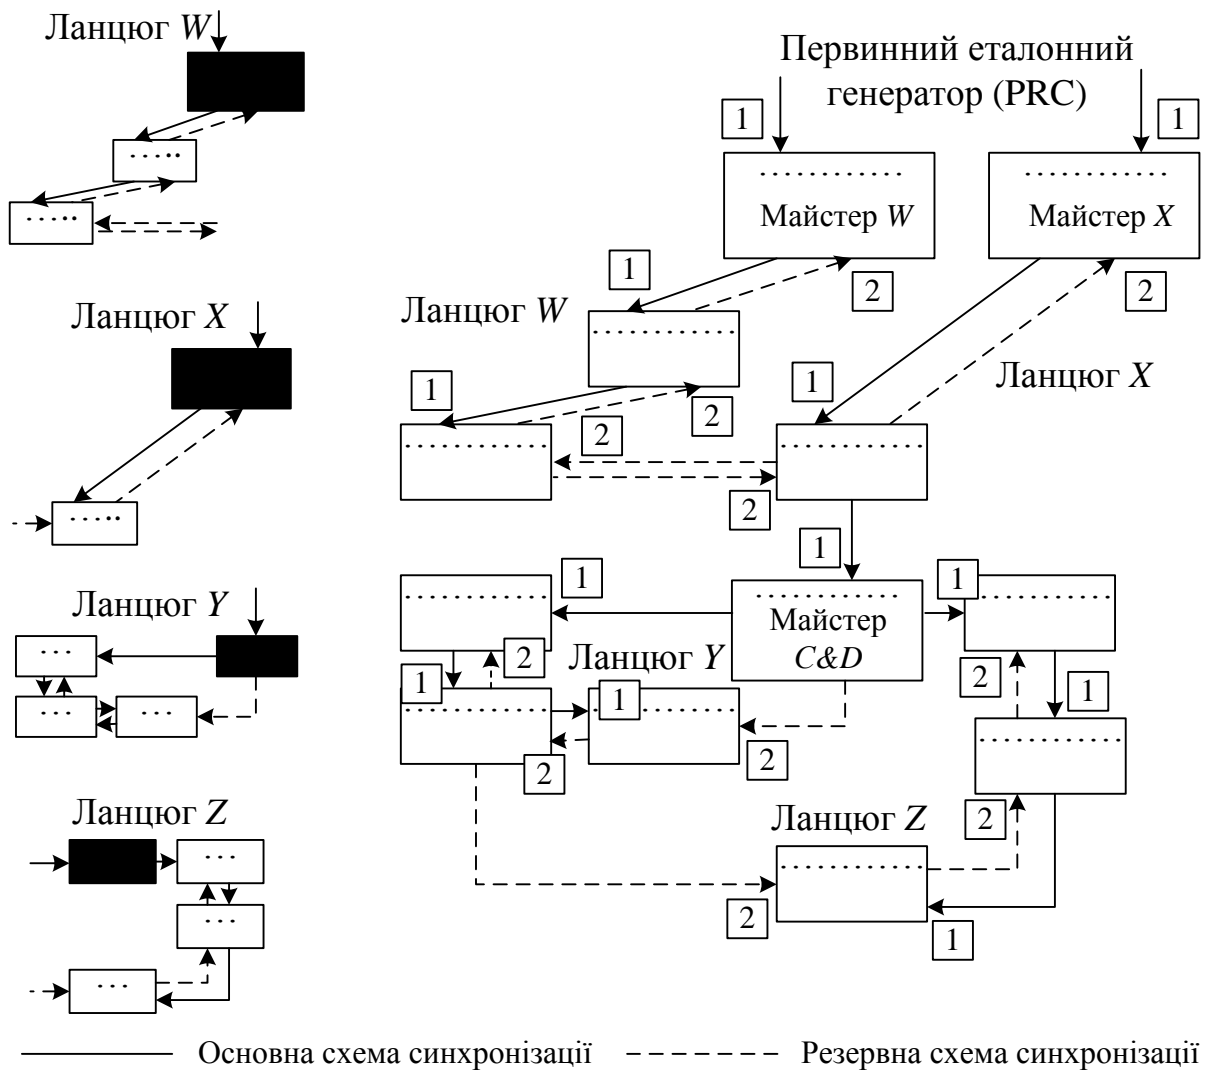 Ланцюг W
Первинний еталонний
генератор (PRC)
1
1
Майстер W
Майстер X
1
2
2
Ланцюг X
Ланцюг W
1
1
Ланцюг X
2
2
2
1
1
1
Ланцюг Y
Майстер
C&D
2
Ланцюг Y
2
1
1
1
2
2
Ланцюг Z
Ланцюг Z
2
2
1
Основна схема синхронізації
Резервна схема синхронізації